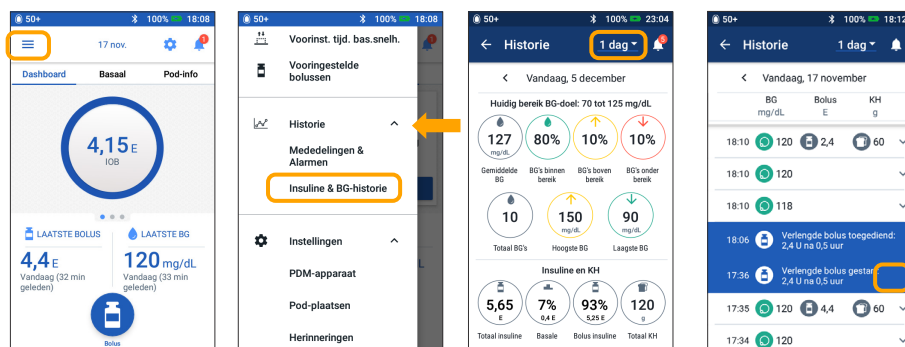 50+
100% 18:08
17 nov.
1
Dashboard Basaal Pod-info
4,15 E
IOB
LAATSTE BOLUS LAATSTE BG
4,4 E 120 mg/dL
Vandaag (32 min
geleden)
Vandaag (33 min
geleden)
Bolus
50+
100% 18:08
Voorinst. tijd. bas.snelh.
Vooringestelde
bolussen
Historie
Mededelingen &
Alarmen
Insuline & BG-historie
Instellingen
PDM-apparaat
Pod-plaatsen
Herinneringen
50+
100% 23:04
Historie 1 dag 5
Vandaag, 5 december
Huidig bereik BG-doel: 70 tot 125 mg/dL
127 80% 10% 10%
mg/dL
Gemiddelde
BG
BG's binnen
bereik
BG's boven
bereik
BG's onder
bereik
10 150 90
mg/dL mg/dL
Totaal BG's Hoogste BG Laagste BG
Insuline en KH
5,65 7% 93% 120
E 0,4 E 5,25 E g
Totaal insuline Basale Bolus insuline Totaal KH
50+
100% 18:12
Historie 1 dag
Vandaag, 17 november
BG Bolus KH
mg/dL E g
18:10 120 2,4 60
18:10 120
18:10 118
18:06 Verlengde bolus toegediend:
2,4 U na 0,5 uur
17:36 Verlengde bolus gestart:
2,4 U na 0,5 uur
17:35 120 4,4 60
17:34 120